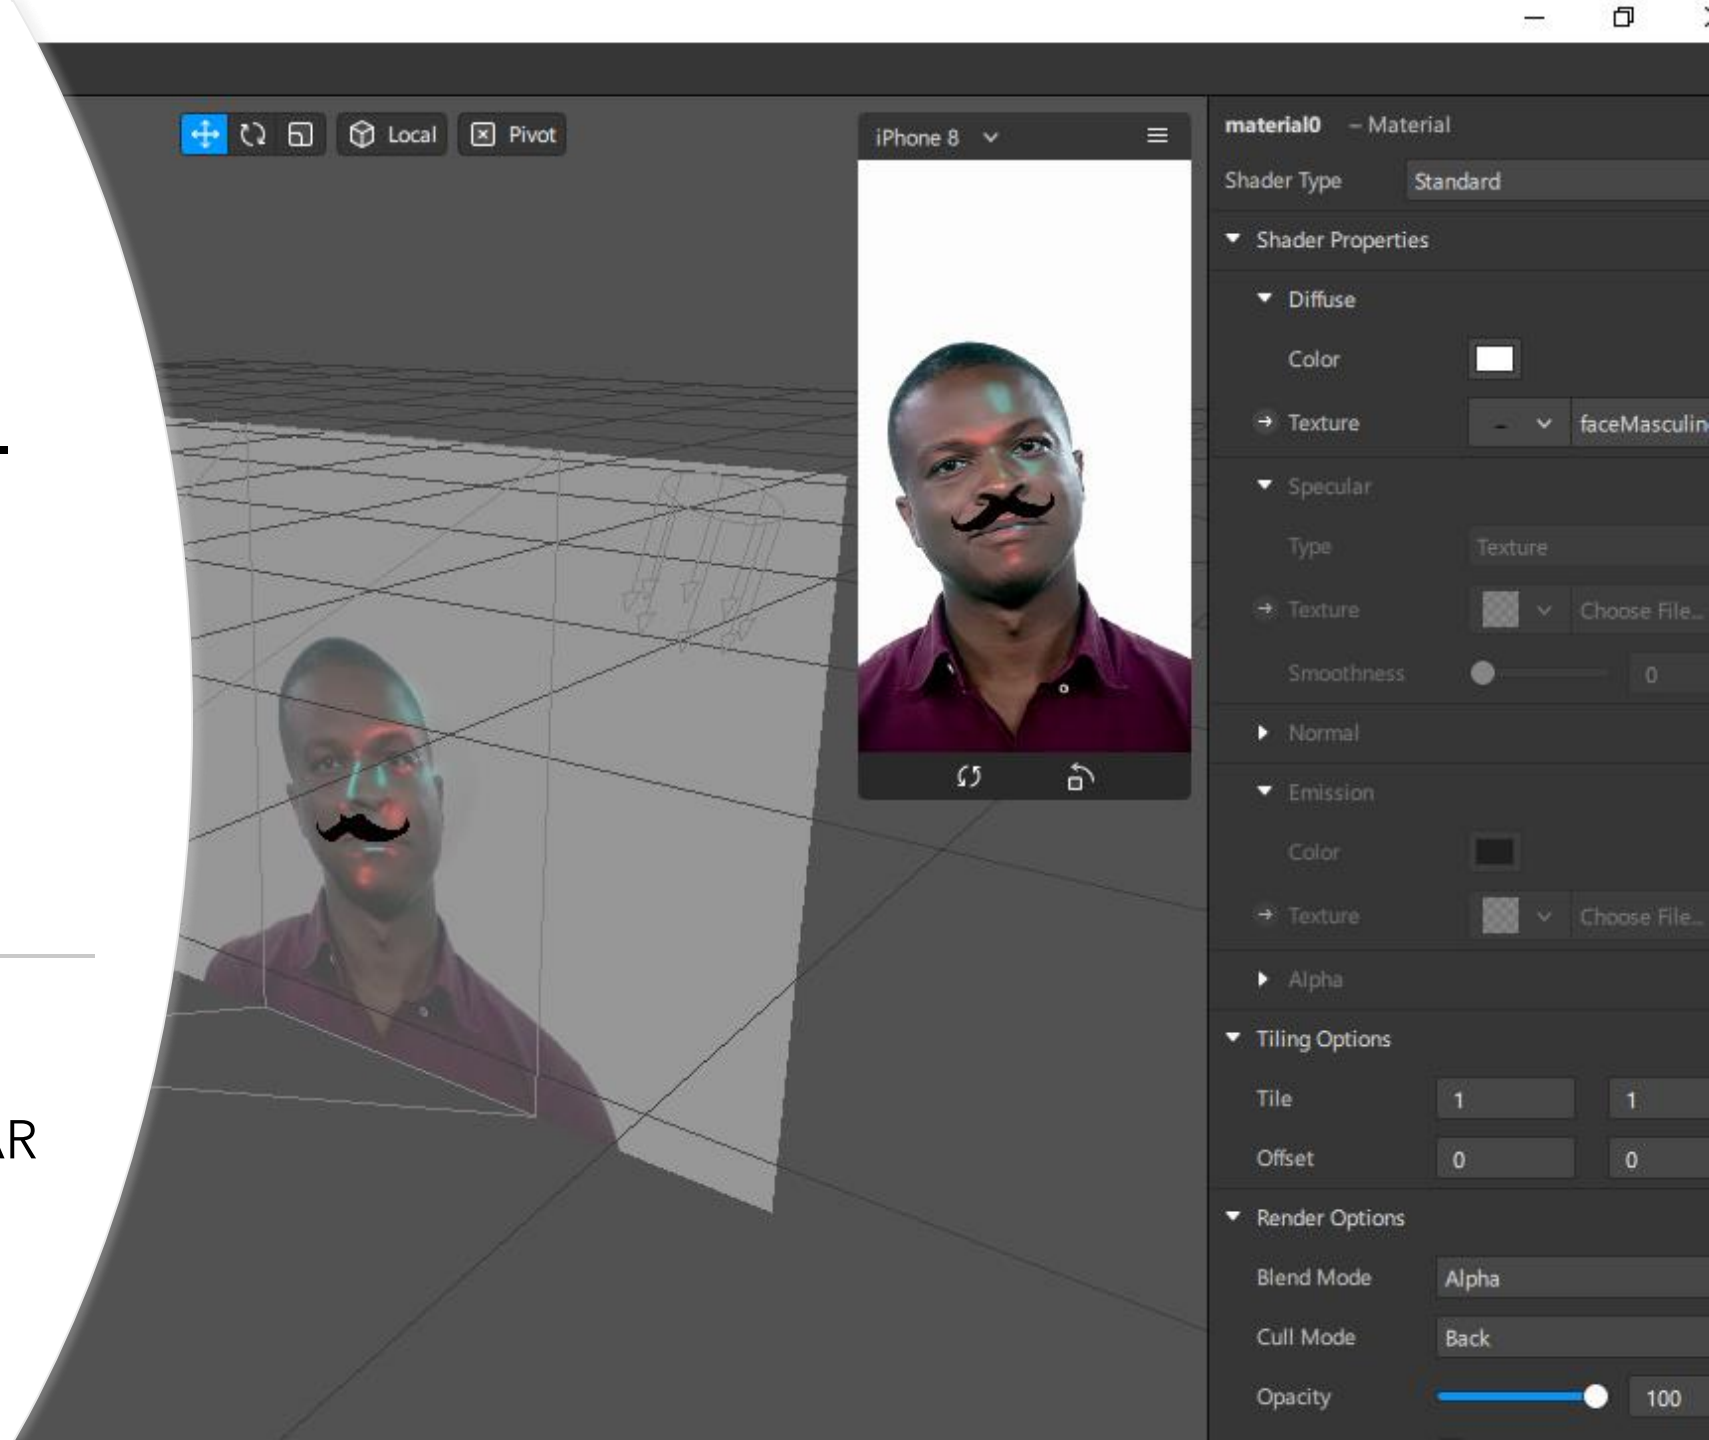 Local
Pivot
iPhone 8
material0 – Material
Shader Type Standard
Shader Properties
Diffuse
Color
Texture
Specular
Type Texture
Texture Choose File...
Smoothness 0
Normal
Emission
Color
Texture Choose File...
Alpha
Tiling Options
Tile 1 1
Offset 0 0
Render Options
Blend Mode Alpha
Cull Mode Back
Opacity 100